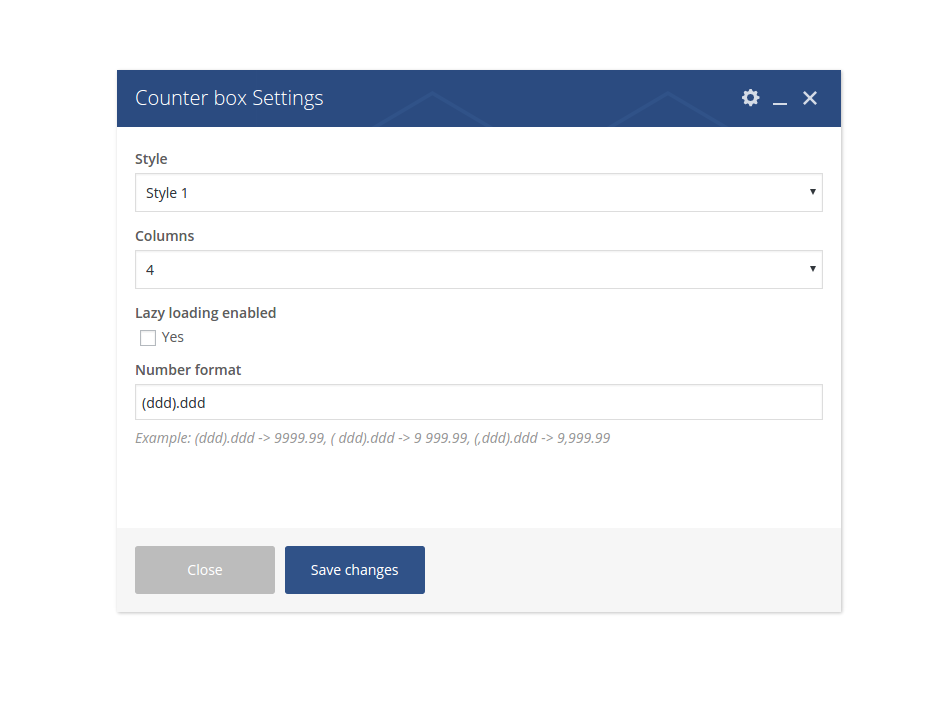 Counter box Settings
Style
Style 1
Columns
4
Lazy loading enabled
Yes
Number format
(ddd).ddd
Example: (ddd).ddd -> 9999.99, ( ddd).ddd -> 9 999.99, (,ddd).ddd -> 9,999.99
Close
Save changes